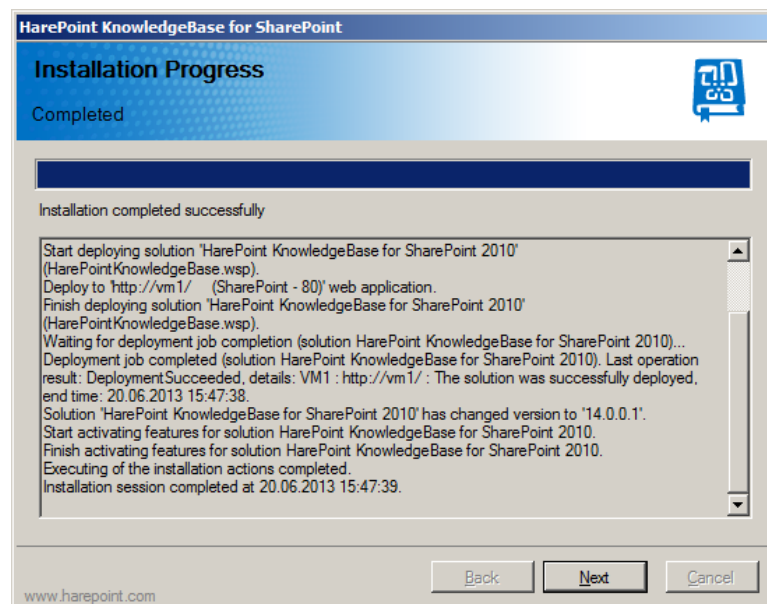 HarePoint KnowledgeBase for SharePoint
Installation Progress
Completed
Installation completed successfully
Start deploying solution 'HarePoint KnowledgeBase for SharePoint 2010'
(HarePointKnowledgeBase.wsp).
Deploy to 'http://vm1/ (SharePoint - 80)' web application.
Finish deploying solution 'HarePoint KnowledgeBase for SharePoint 2010'
(HarePointKnowledgeBase.wsp).
Waiting for deployment job completion (solution HarePoint KnowledgeBase for SharePoint 2010)...
Deployment job completed (solution HarePoint KnowledgeBase for SharePoint 2010). Last operation
result: DeploymentSucceeded, details: VM1 : http://vm1/ : The solution was successfully deployed,
end time: 20.06.2013 15:47:38.
Solution 'HarePoint KnowledgeBase for SharePoint 2010' has changed version to '14.0.0.1'.
Start activating features for solution HarePoint KnowledgeBase for SharePoint 2010.
Finish activating features for solution HarePoint KnowledgeBase for SharePoint 2010.
Executing of the installation actions completed.
Installation session completed at 20.06.2013 15:47:39.
Back Next Cancel
www.harepoint.com